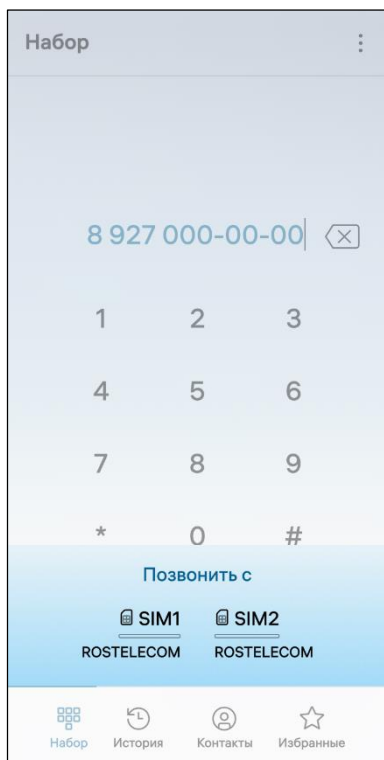 Набор
8 927 000-00-00
1 2 3
4 5 6
7 8 9
* 0 #
Позвонить с
SIM1 SIM2
ROSTELECOM ROSTELECOM
Набор История Контакты Избранные